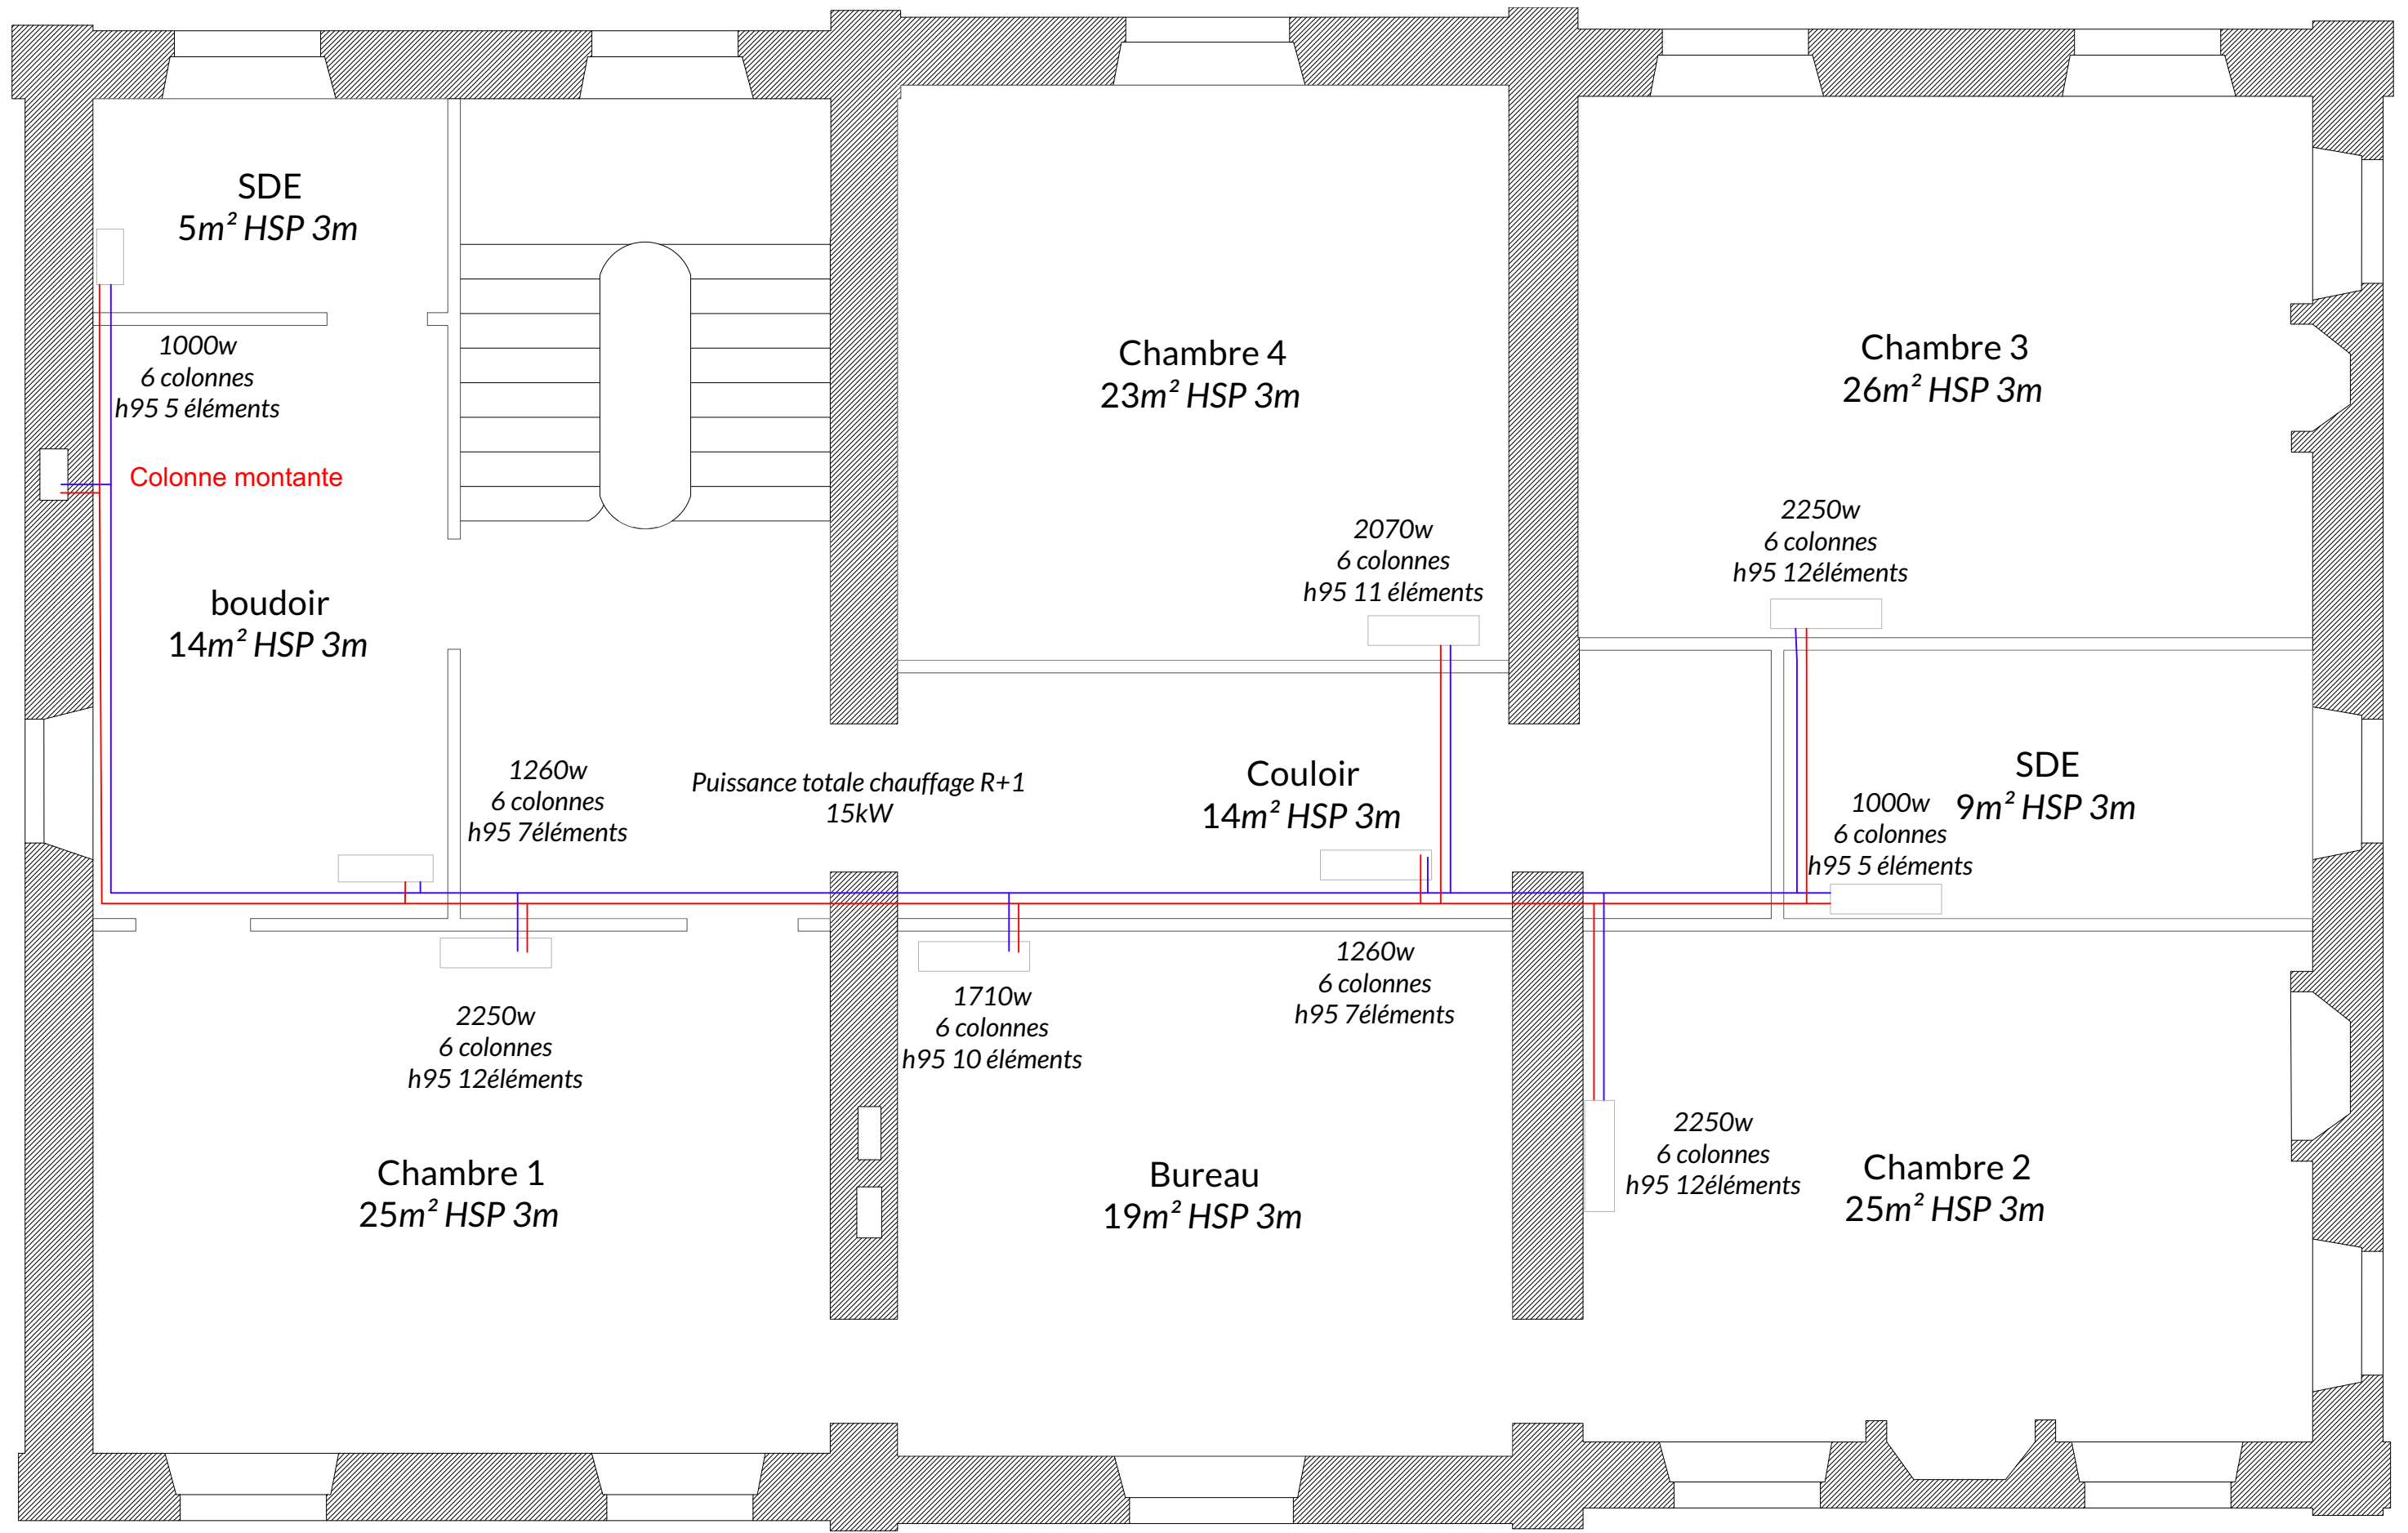 SDE
5m² HSP 3m
1000w
6 colonnes
h95 5 éléments
Colonne montante
boudoir
14m² HSP 3m
Chambre 4
23m² HSP 3m
2070w
6 colonnes
h95 11 éléments
Chambre 3
26m² HSP 3m
2250w
6 colonnes
h95 12éléments
1260w
6 colonnes
h95 7éléments
Puissance totale chauffage R+1
15kW
Couloir
14m² HSP 3m
SDE
9m² HSP 3m
1000w
6 colonnes
h95 5 éléments
2250w
6 colonnes
h95 12éléments
Chambre 1
25m² HSP 3m
1710w
6 colonnes
h95 10 éléments
1260w
6 colonnes
h95 7éléments
Bureau
19m² HSP 3m
2250w
6 colonnes
h95 12éléments
Chambre 2
25m² HSP 3m